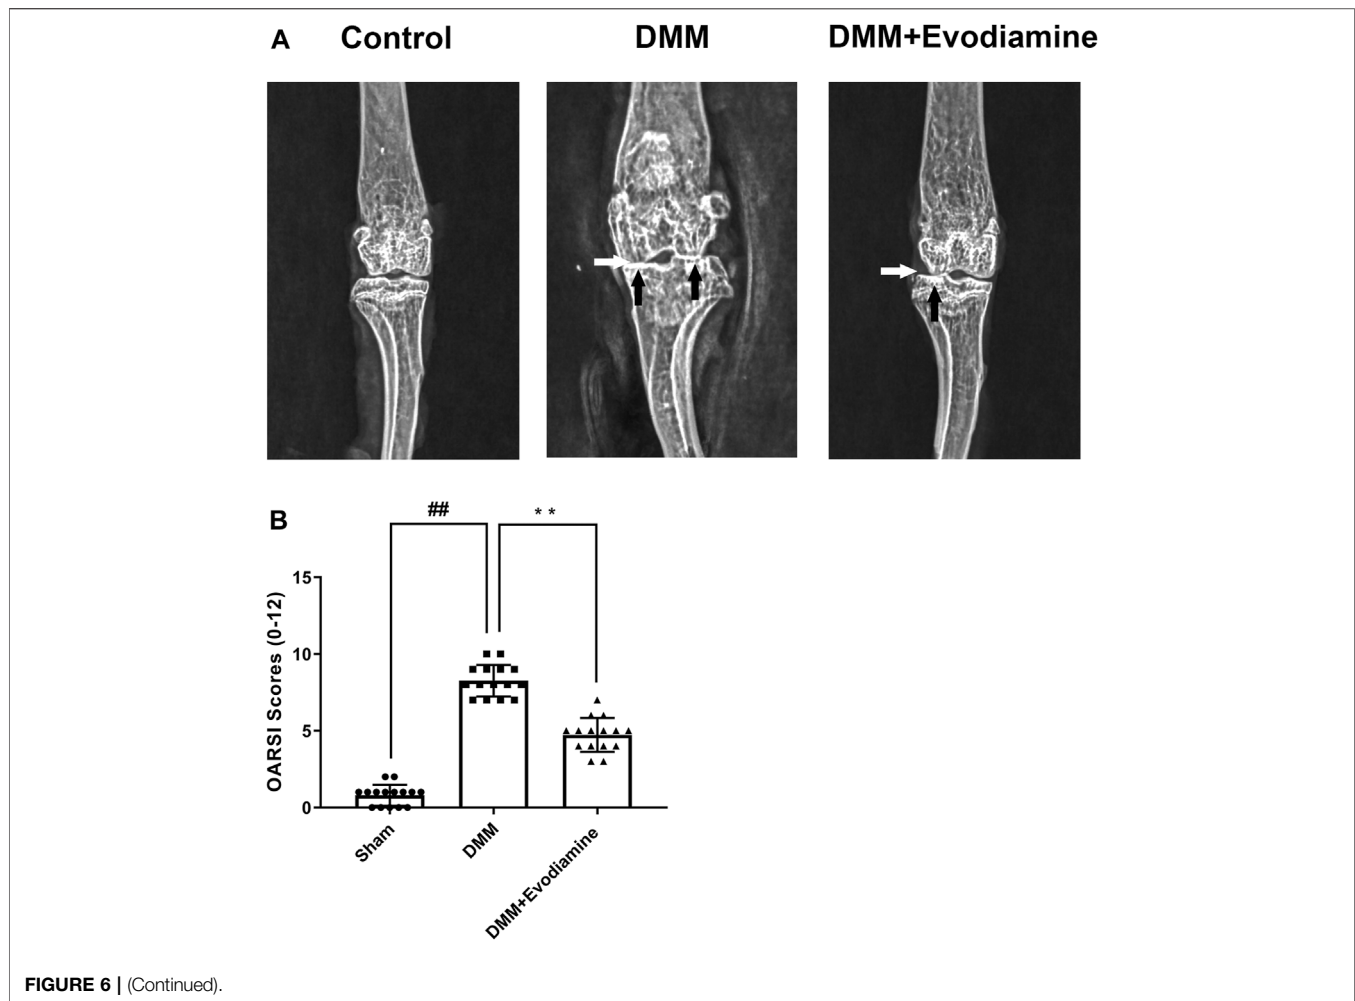 A Control DMM DMM+Evodiamine
B
## **
OARSI Scores (0-12)
15
10
5
0
Sham
DMM
DMM+Evodiamine
FIGURE 6 | (Continued).